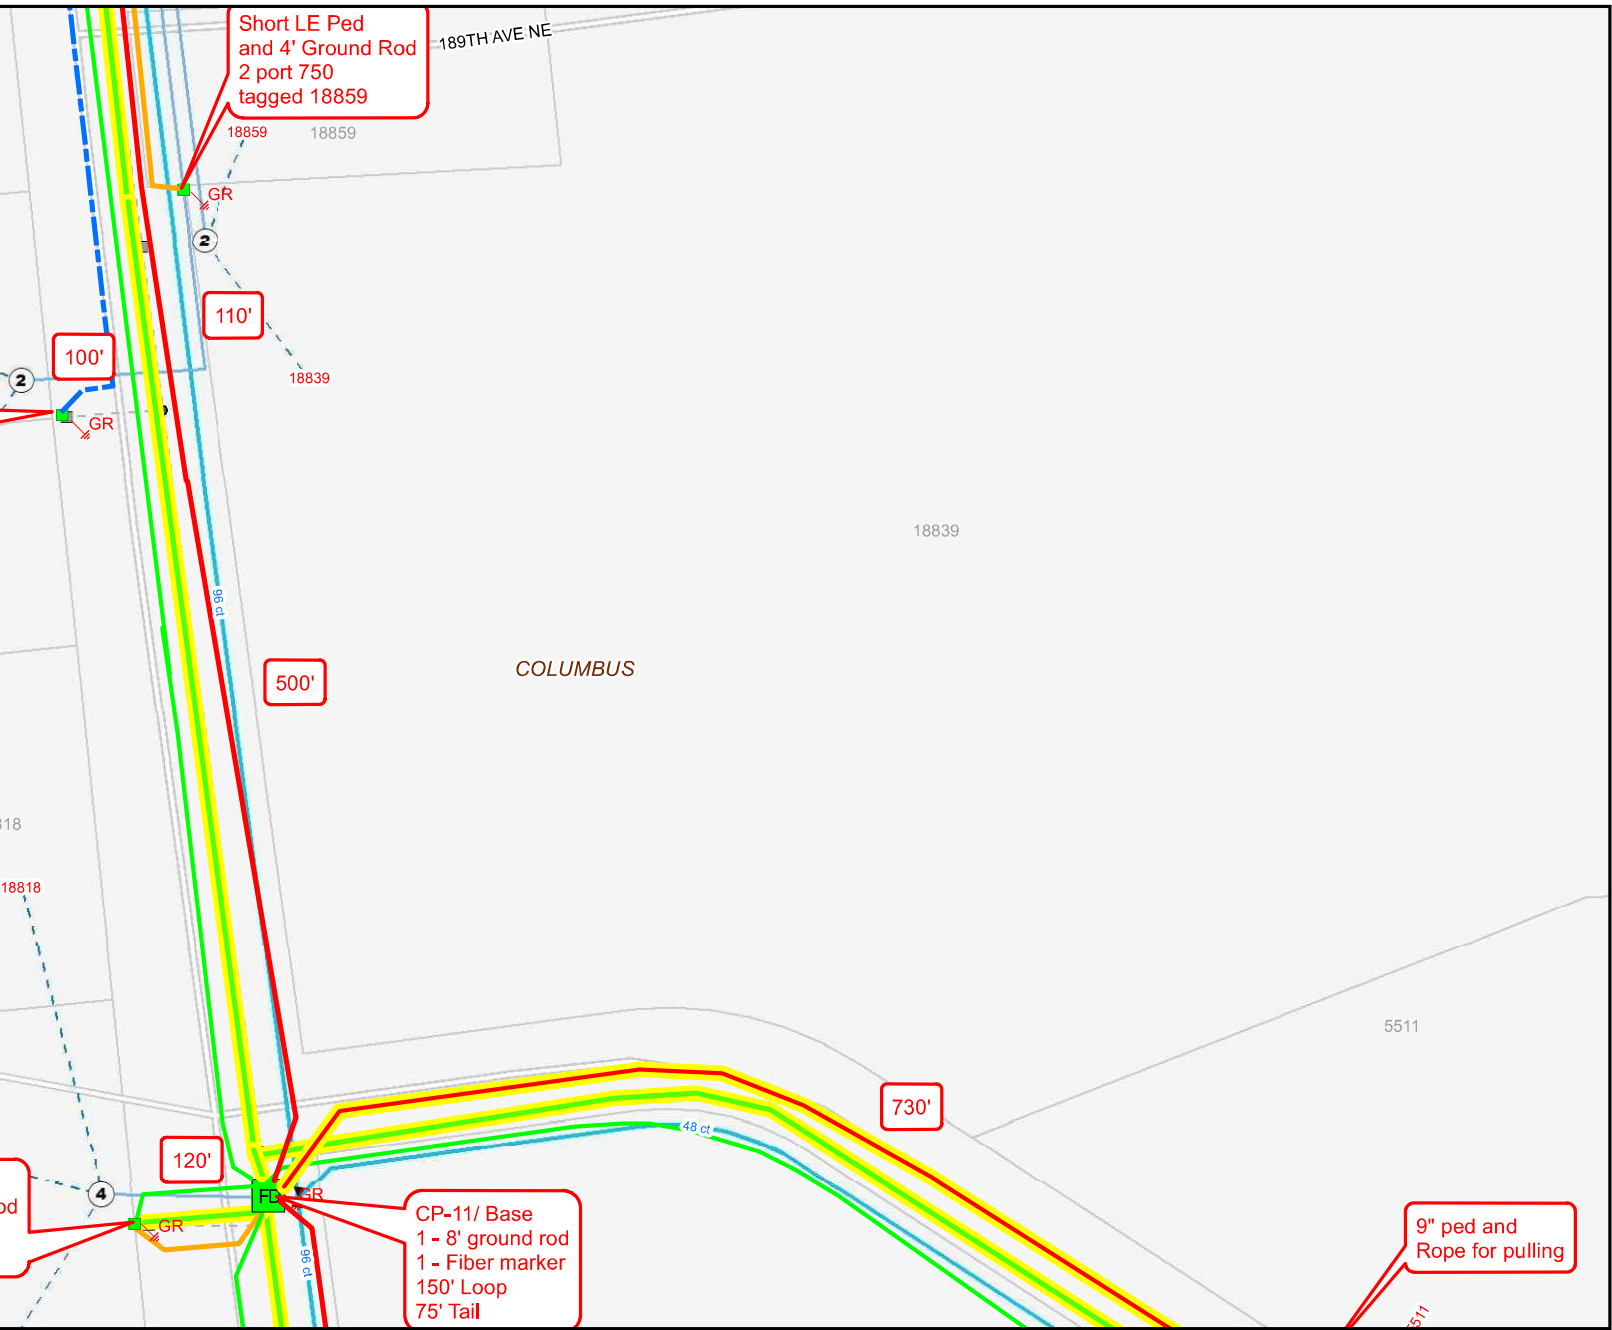 Short LE Ped
and 4' Ground Rod
2 port 750
tagged 18859
189TH AVE NE
18859
18859
GR
2
110'
100'
2
18839
GR
18839
96 ct
COLUMBUS
500'
18818
5511
730'
48 ct
120'
4
FD
GR
GR
CP-11/ Base
1 - 8' ground rod
1 - Fiber marker
150' Loop
75' Tail
96 ct
9" ped and
Rope for pulling